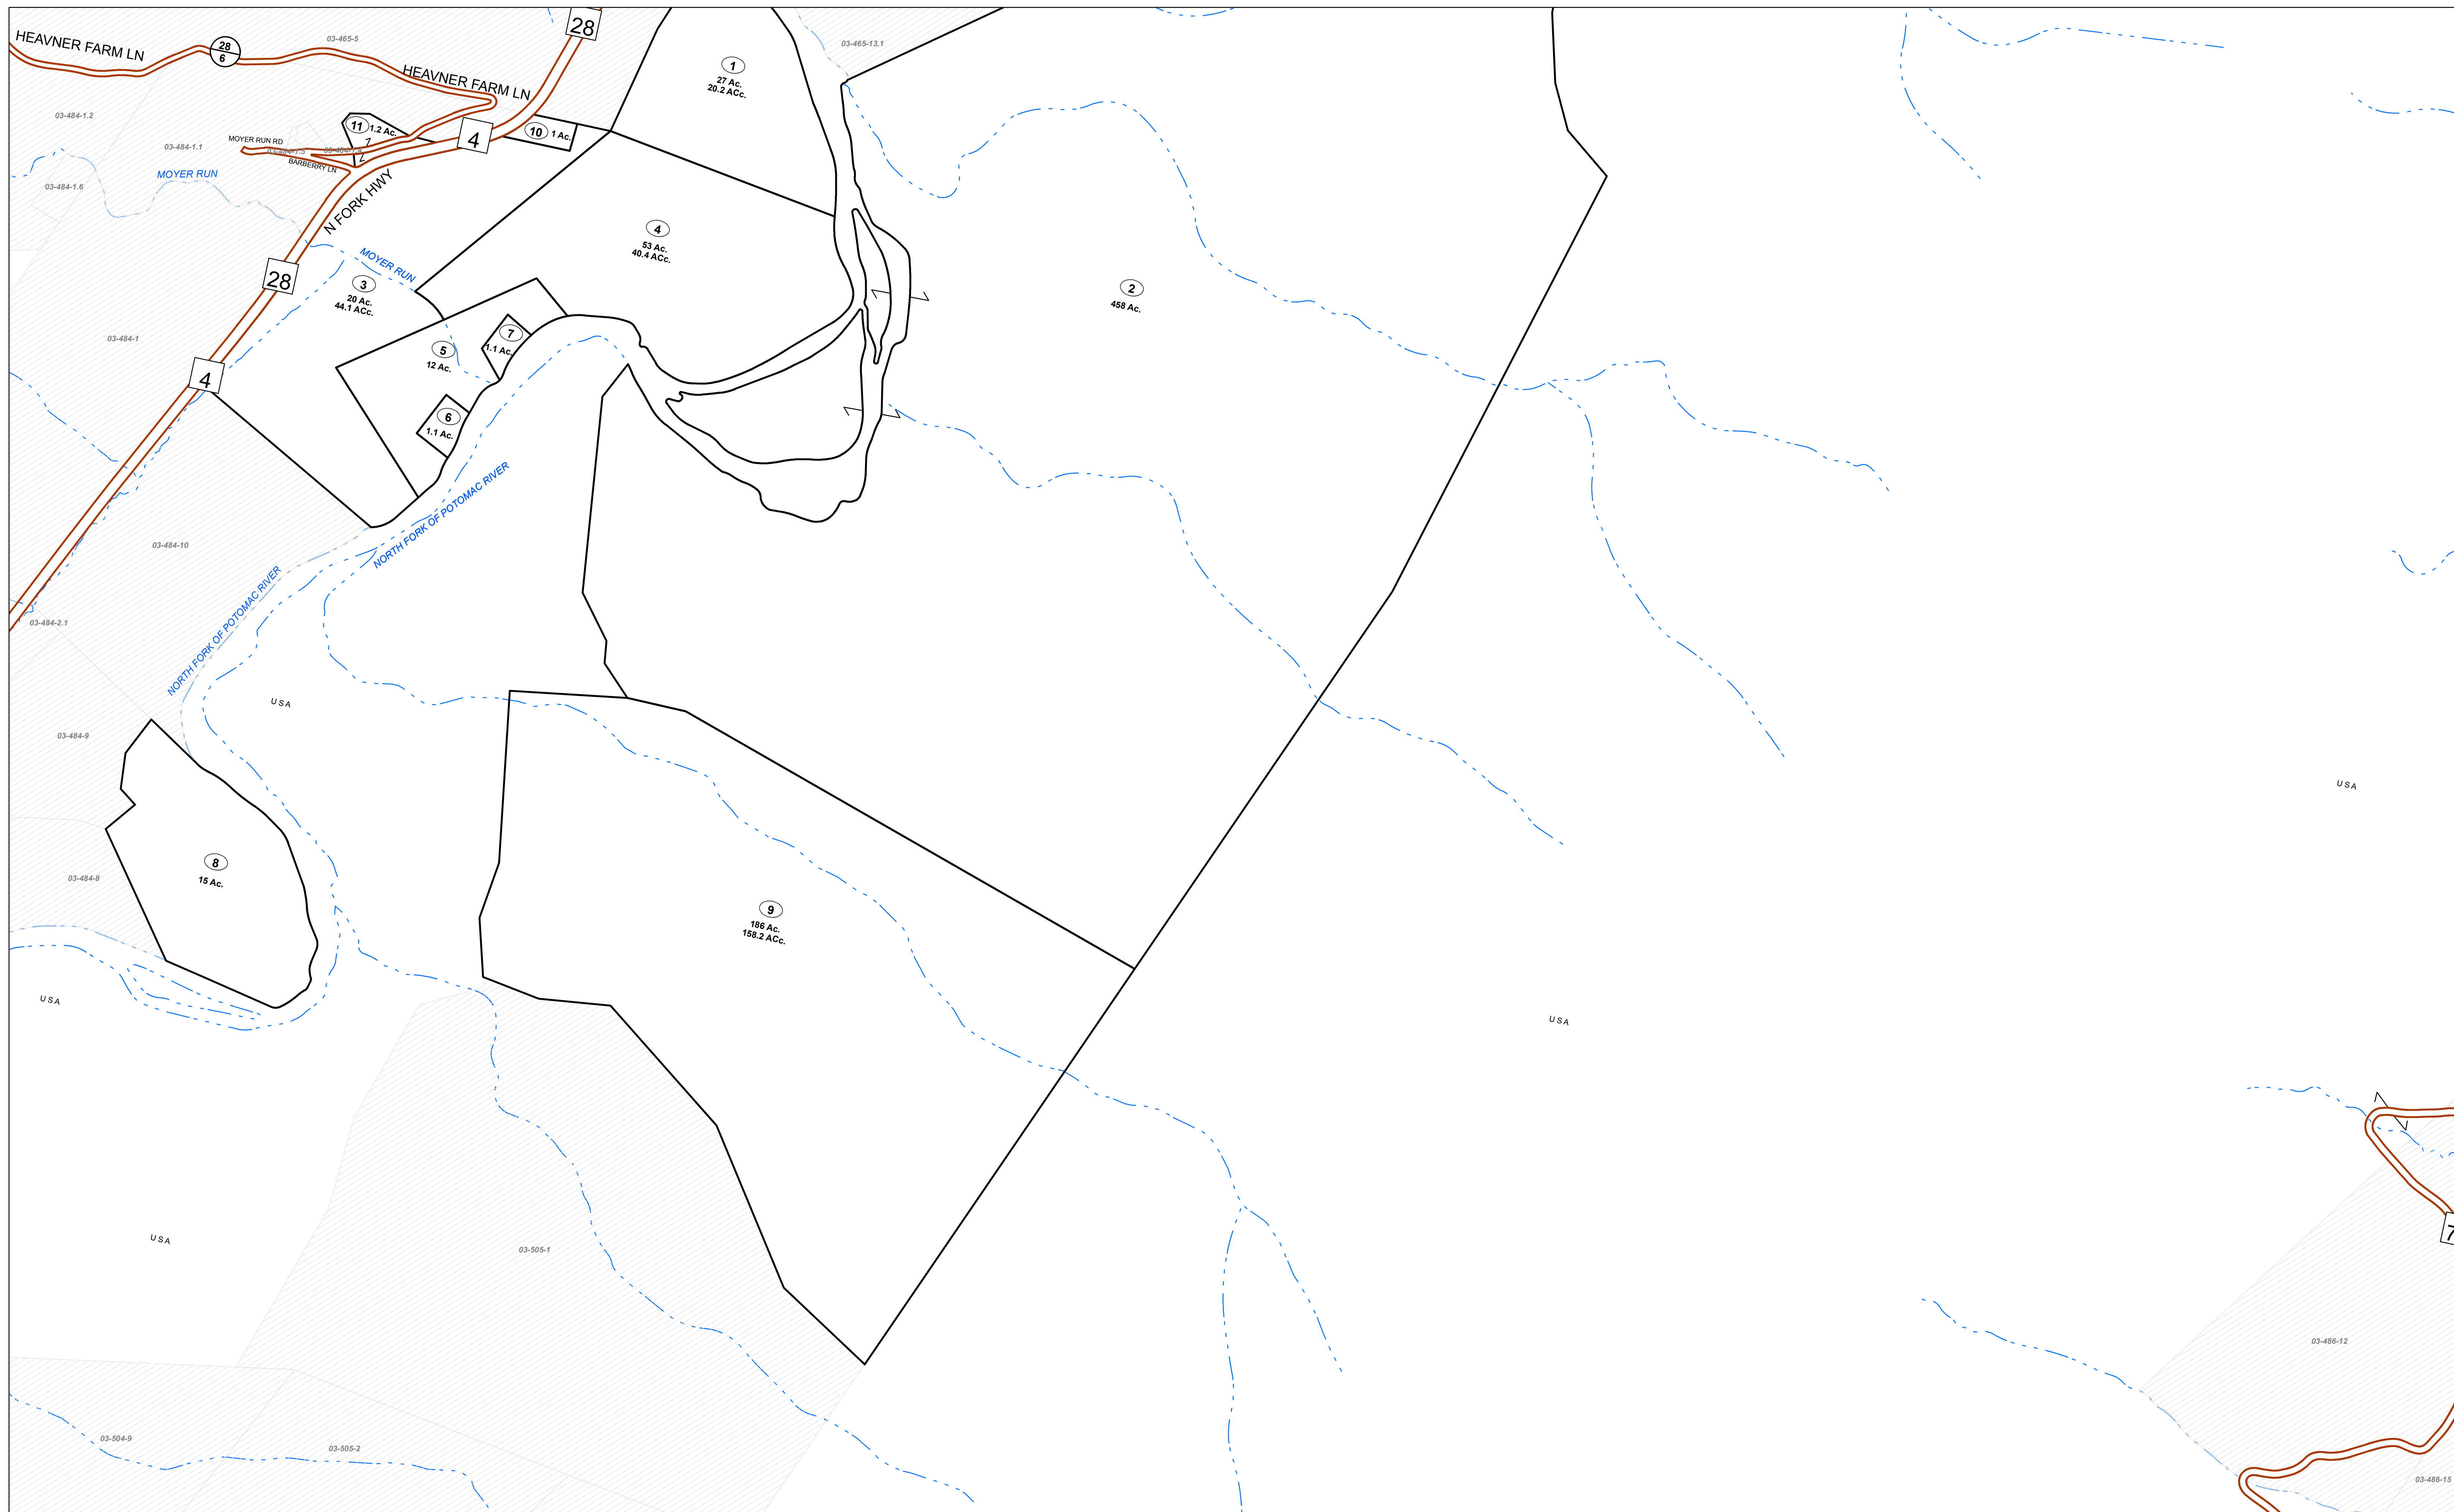 28
HEAVNER FARM LN
28
6
03-465-5
03-465-13.1
1
27 Ac.
20.2 ACc.
HEAVNER FARM LN
03-484-1.2
11
1.2 Ac.
10
1 Ac.
4
MOYER RUN RD
03-484-1.1
03-484-1.5
BARBERRY LN
MOYER RUN
03-484-1.6
N FORK HWY
4
53 Ac.
40.4 ACc.
MOYER RUN
28
3
20 Ac.
44.1 ACc.
2
458 Ac.
03-484-1
7
1.1 Ac.
5
12 Ac.
4
6
1.1 Ac.
NORTH FORK OF POTOMAC RIVER
03-484-10
NORTH FORK OF POTOMAC RIVER
03-484-2.1
U S A
03-484-9
U S A
8
15 Ac.
03-484-8
9
186 Ac.
158.2 ACc.
U S A
U S A
U S A
7
03-505-1
03-486-12
03-504-9
03-505-2
03-486-15